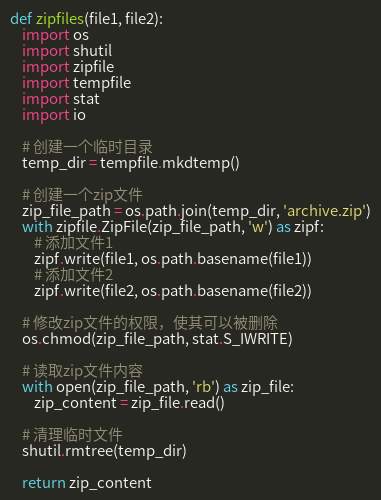 def zipfiles(file1, file2):
    import os
    import shutil
    import zipfile
    import tempfile
    import stat
    import io

    # 创建一个临时目录
    temp_dir = tempfile.mkdtemp()

    # 创建一个zip文件
    zip_file_path = os.path.join(temp_dir, 'archive.zip')
    with zipfile.ZipFile(zip_file_path, 'w') as zipf:
        # 添加文件1
        zipf.write(file1, os.path.basename(file1))
        # 添加文件2
        zipf.write(file2, os.path.basename(file2))

    # 修改zip文件的权限，使其可以被删除
    os.chmod(zip_file_path, stat.S_IWRITE)

    # 读取zip文件内容
    with open(zip_file_path, 'rb') as zip_file:
        zip_content = zip_file.read()

    # 清理临时文件
    shutil.rmtree(temp_dir)

    return zip_content